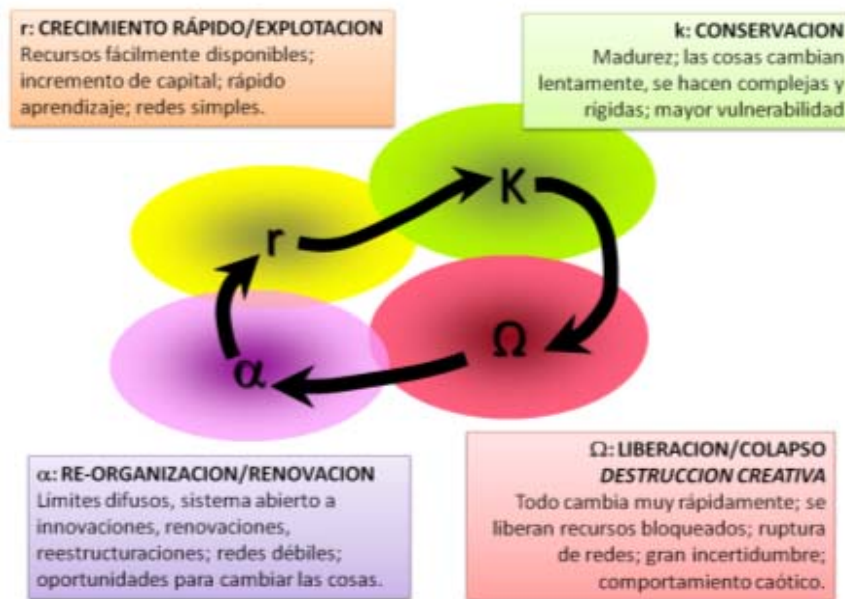 r: CRECIMIENTO RÁPIDO/EXPLOTACION
Recursos fácilmente disponibles;
incremento de capital; rápido
aprendizaje; redes simples.
k: CONSERVACION
Madurez; las cosas cambian
lentamente, se hacen complejas y
rígidas; mayor vulnerabilidad
r
K
α
Ω
α: RE-ORGANIZACION/RENOVACION
Límites difusos, sistema abierto a
innovaciones, renovaciones,
reestructuraciones; redes débiles;
oportunidades para cambiar las cosas.
Ω: LIBERACION/COLAPSO
DESTRUCCION CREATIVA
Todo cambia muy rápidamente; se
liberan recursos bloqueados; ruptura
de redes; gran incertidumbre;
comportamiento caótico.